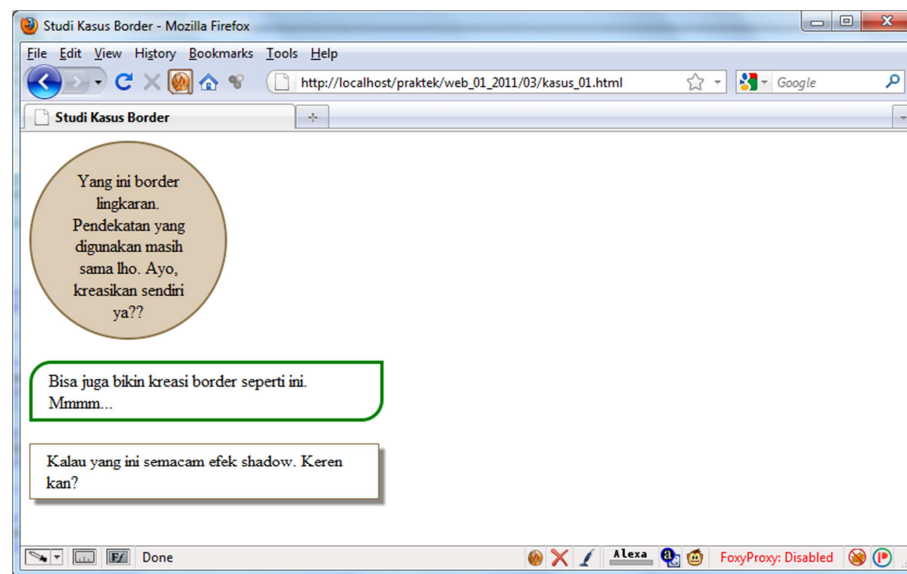 Studi Kasus Border - Mozilla Firefox
File Edit View History Bookmarks Tools Help
http://localhost/praktek/web_01_2011/03/kasus_01.html
Google
Studi Kasus Border
Yang ini border
lingkaran.
Pendekatan yang
digunakan masih
sama lho. Ayo,
kreasikan sendiri
ya??
Bisa juga bikin kreasi border seperti ini.
Mmmm...
Kalau yang ini semacam efek shadow. Keren
kan?
Done
Alexa
FoxyProxy: Disabled